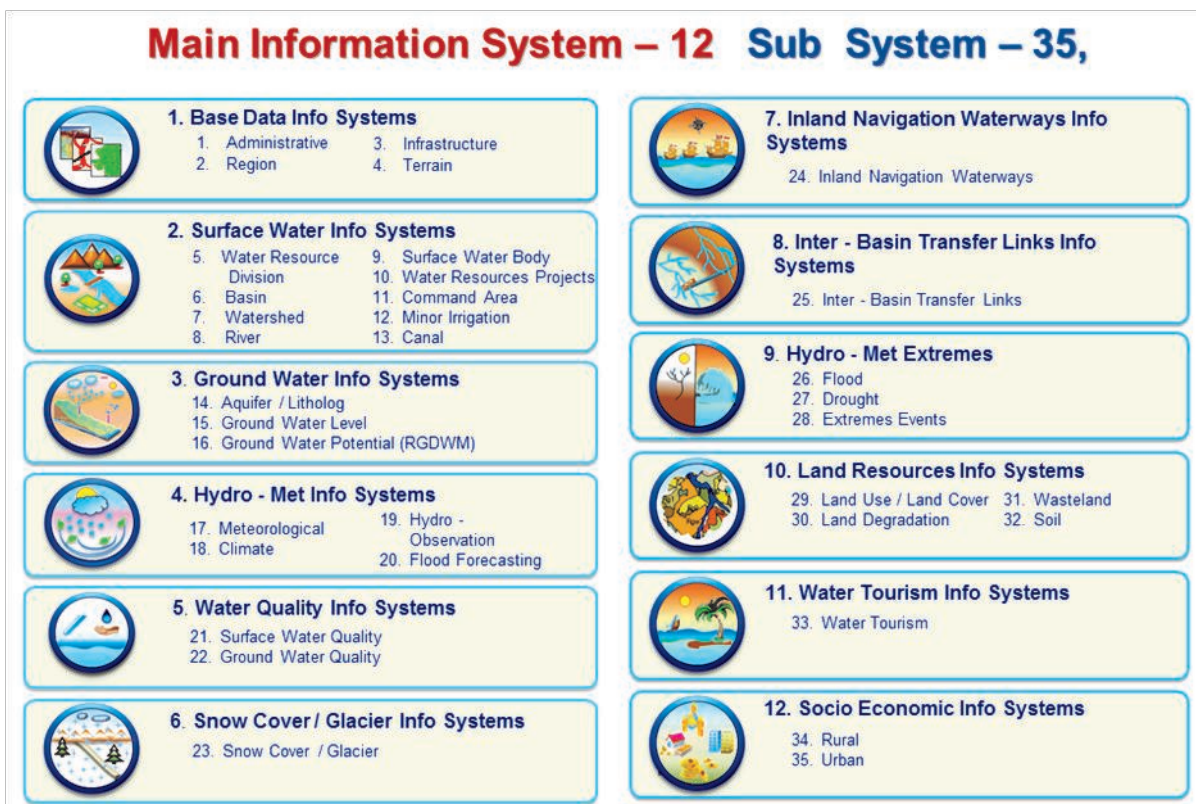 Main Information System – 12 Sub System – 35,
1. Base Data Info Systems
1. Administrative
2. Region
3. Infrastructure
4. Terrain
2. Surface Water Info Systems
5. Water Resource
Division
6. Basin
7. Watershed
8. River
9. Surface Water Body
10. Water Resources Projects
11. Command Area
12. Minor Irrigation
13. Canal
3. Ground Water Info Systems
14. Aquifer / Litholog
15. Ground Water Level
16. Ground Water Potential (RGDWM)
4. Hydro - Met Info Systems
17. Meteorological
18. Climate
19. Hydro -
Observation
20. Flood Forecasting
5. Water Quality Info Systems
21. Surface Water Quality
22. Ground Water Quality
6. Snow Cover / Glacier Info Systems
23. Snow Cover / Glacier
7. Inland Navigation Waterways Info
Systems
24. Inland Navigation Waterways
8. Inter - Basin Transfer Links Info
Systems
25. Inter - Basin Transfer Links
9. Hydro - Met Extremes
26. Flood
27. Drought
28. Extremes Events
10. Land Resources Info Systems
29. Land Use / Land Cover
30. Land Degradation
31. Wasteland
32. Soil
11. Water Tourism Info Systems
33. Water Tourism
12. Socio Economic Info Systems
34. Rural
35. Urban